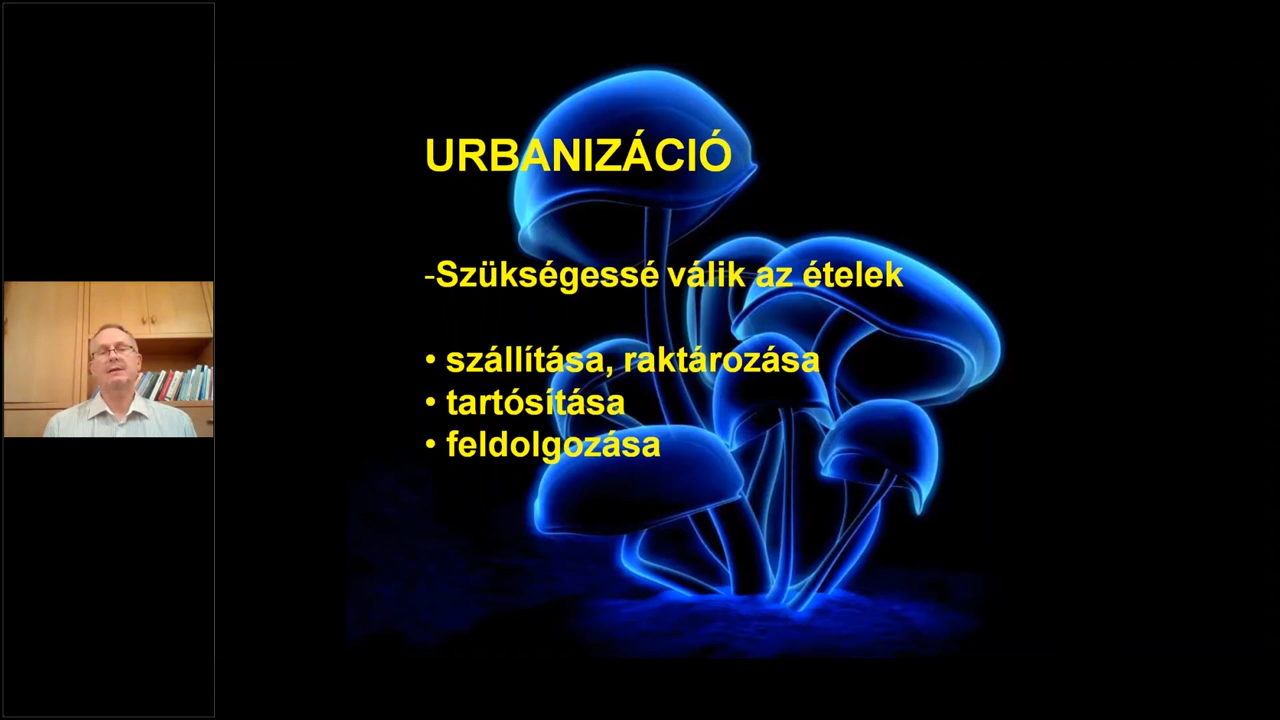 URBANIZÁCIÓ
-Szükségessé válik az ételek
• szállítása, raktározása
• tartósítása
• feldolgozása